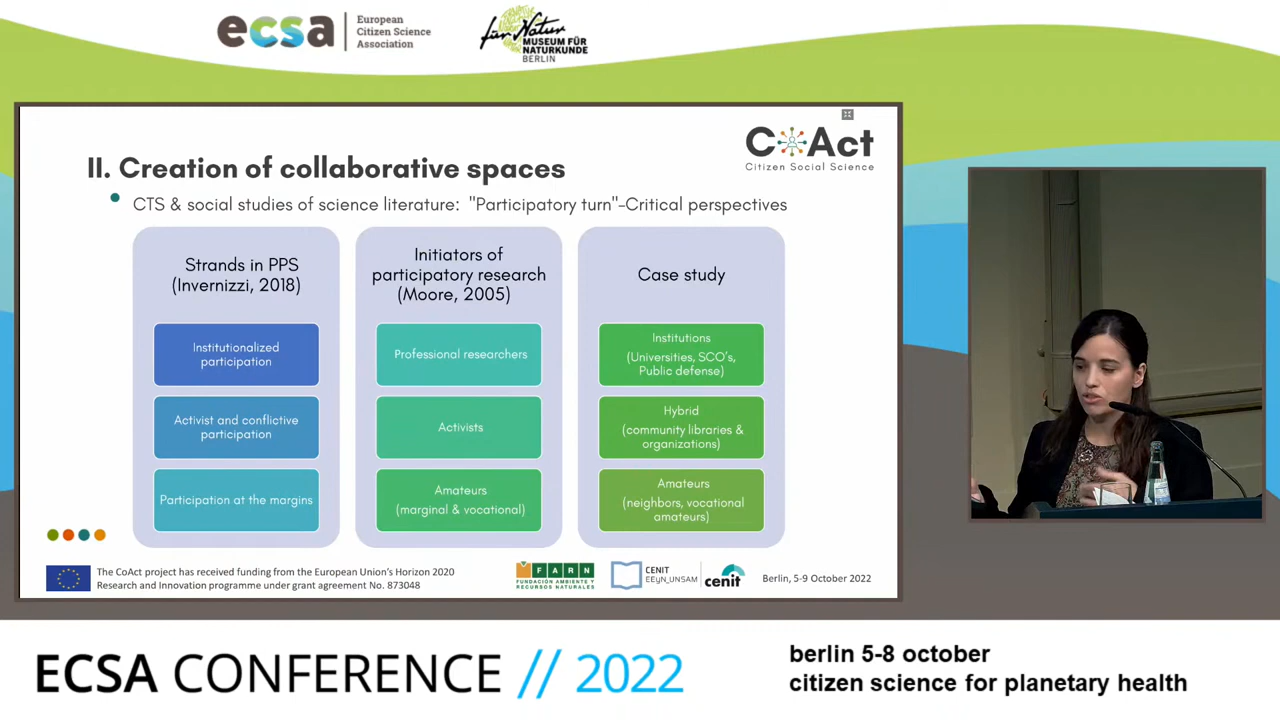 ecsa
European
Citizen Science
Association
für Natur
MUSEUM FÜR
NATURKUNDE
BERLIN
CoAct
Citizen Social Science
II. Creation of collaborative spaces
CTS & social studies of science literature: "Participatory turn"-Critical perspectives
Strands in PPS
(Invernizzi, 2018)
Institutionalized
participation
Activist and conflictive
participation
Participation at the margins
Initiators of
participatory research
(Moore, 2005)
Professional researchers
Activists
Amateurs
(marginal & vocational)
Case study
Institutions
(Universities, SCO's,
Public defense)
Hybrid
(community libraries &
organizations)
Amateurs
(neighbors, vocational
amateurs)
The CoAct project has received funding from the European Union's Horizon 2020
Research and Innovation programme under grant agreement No. 873048
FARN
FUNDACIÓN AMBIENTE Y
RECURSOS NATURALES
CENIT
EEyN_UNSAM
cenit
Berlin, 5-9 October 2022
ECSA CONFERENCE // 2022
berlin 5-8 october
citizen science for planetary health